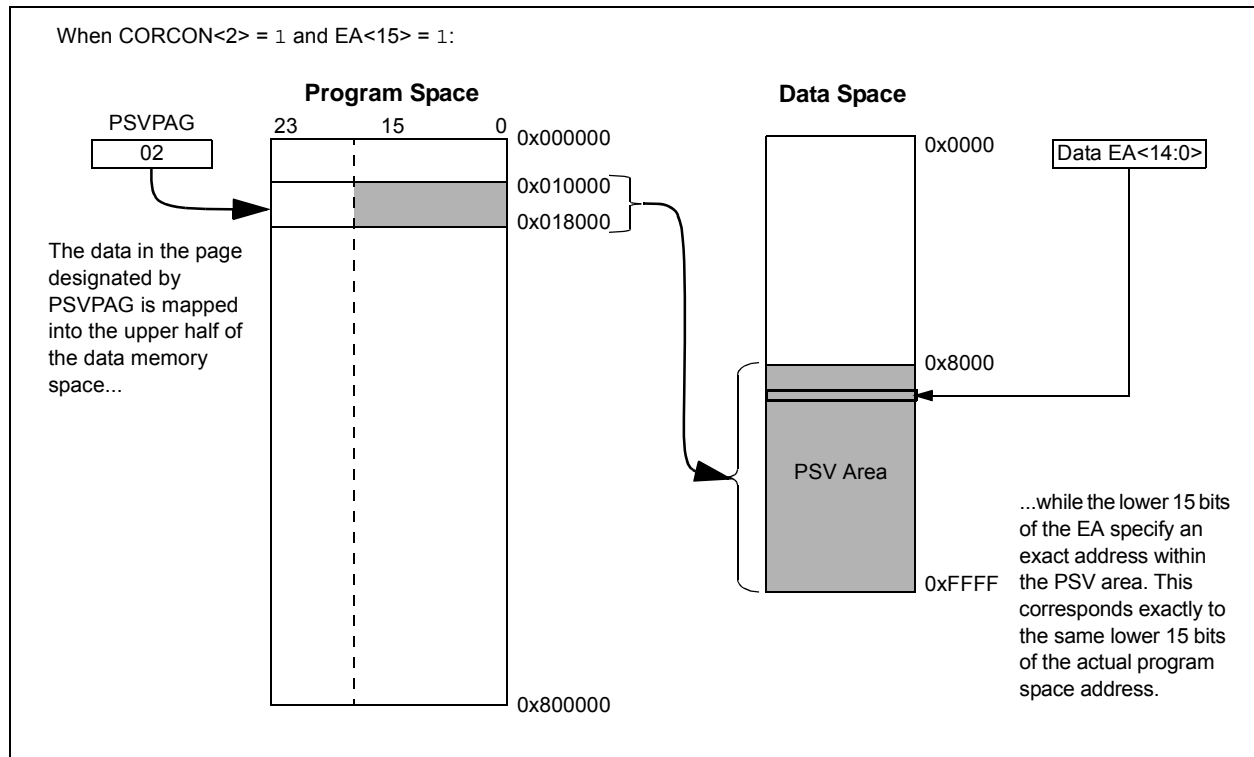 When CORCON<2> = 1 and EA<15> = 1:
Program Space
Data Space
PSVPAG
02
23 15 0
0x000000
0x010000
0x018000
0x800000
The data in the page
designated by
PSVPAG is mapped
into the upper half of
the data memory
space...
0x0000
0x8000
0xFFFF
Data EA<14:0>
PSV Area
...while the lower 15 bits
of the EA specify an
exact address within
the PSV area. This
corresponds exactly to
the same lower 15 bits
of the actual program
space address.